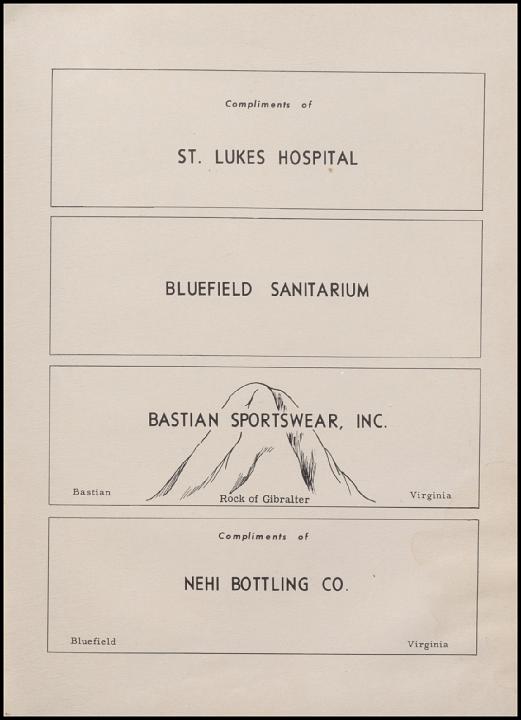 Compliments of
ST. LUKES HOSPITAL
BLUEFIELD SANITARIUM
BASTIAN SPORTSWEAR, INC.
Bastian Rock of Gibralter Virginia
Compliments of
NEHI BOTTLING CO.
Bluefield Virginia